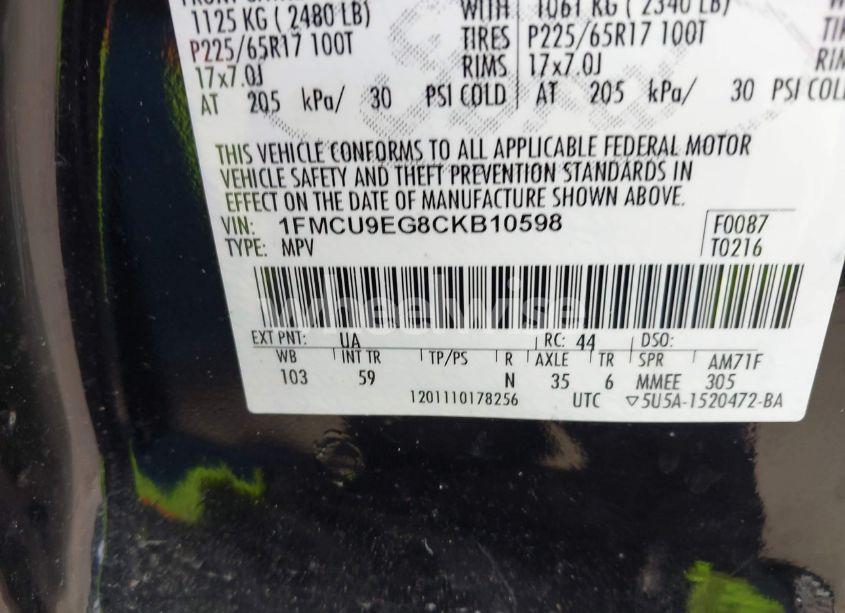 1125 KG ( 2480 LB) WITH 1061 KG ( 2340 LB)
P225/65R17 100T TIRES P225/65R17 100T
17x7.0J RIMS 17x7.0J
AT 205 kPa/ 30 PSI COLD AT 205 kPa/ 30 PSI COL
THIS VEHICLE CONFORMS TO ALL APPLICABLE FEDERAL MOTOR
VEHICLE SAFETY AND THEFT PREVENTION STANDARDS IN
EFFECT ON THE DATE OF MANUFACTURE SHOWN ABOVE.
VIN: 1FMCU9EG8CKB10598 F0087
TYPE: MPV T0216
wheelwise
EXT PNT: UA RC: 44 DSO:
WB INT TR TP/PS R AXLE TR SPR AM71F
103 59 N 35 6 MMEE 305
1201110178256 UTC ▽5U5A-1520472-BA